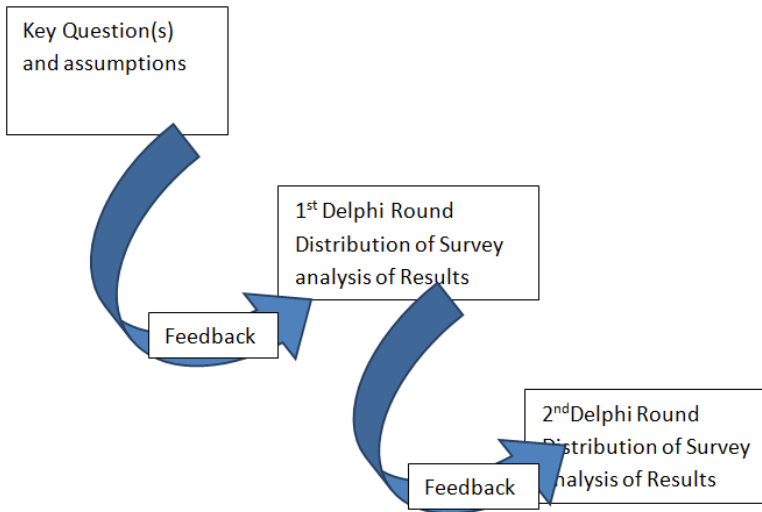 Key Question(s)
and assumptions
1st Delphi Round
Distribution of Survey
analysis of Results
Feedback
2ndDelphi Round
Distribution of Survey
analysis of Results
Feedback